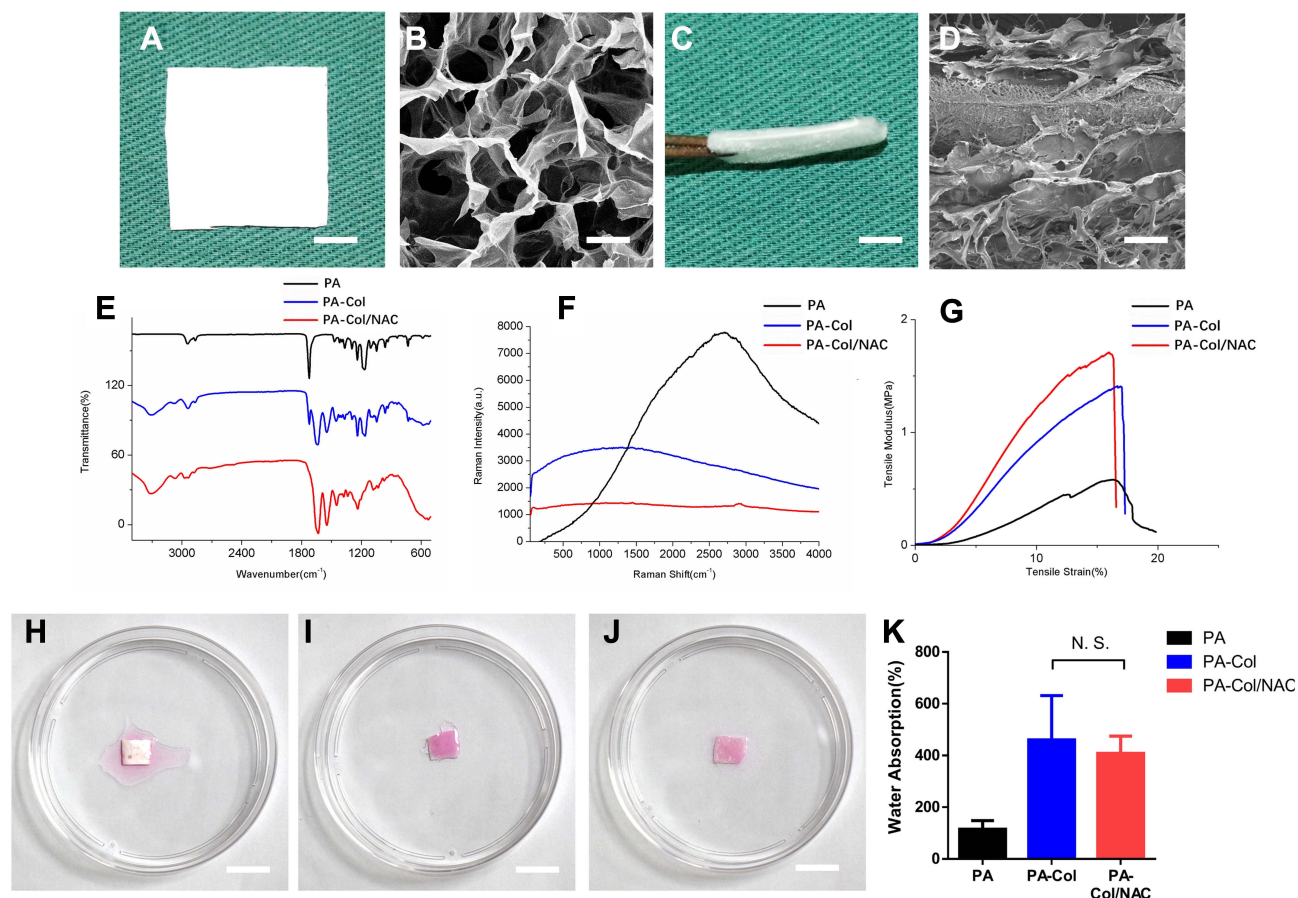 A
B
C
D
E
PA
PA-Col
PA-Col/NAC
120
60
0
Transmittance(%)
3000 2400 1800 1200 600
Wavenumber(cm-1)
F
PA
PA-Col
PA-Col/NAC
8000
7000
6000
5000
4000
3500
3000
2500
2000
1500
1000
500
0
Raman Intensity(a.u.)
500 1000 1500 2000 2500 3000 3500 4000
Raman Shift(cm-1)
G
PA
PA-Col
PA-Col/NAC
2
1
0
Tensile Modulus(MPa)
0 10 20
Tensile Strain(%)
H
I
J
K
PA
PA-Col
PA-Col/NAC
N. S.
800
600
400
200
0
Water Absorption(%)
PA PA-Col PA-
Col/NAC